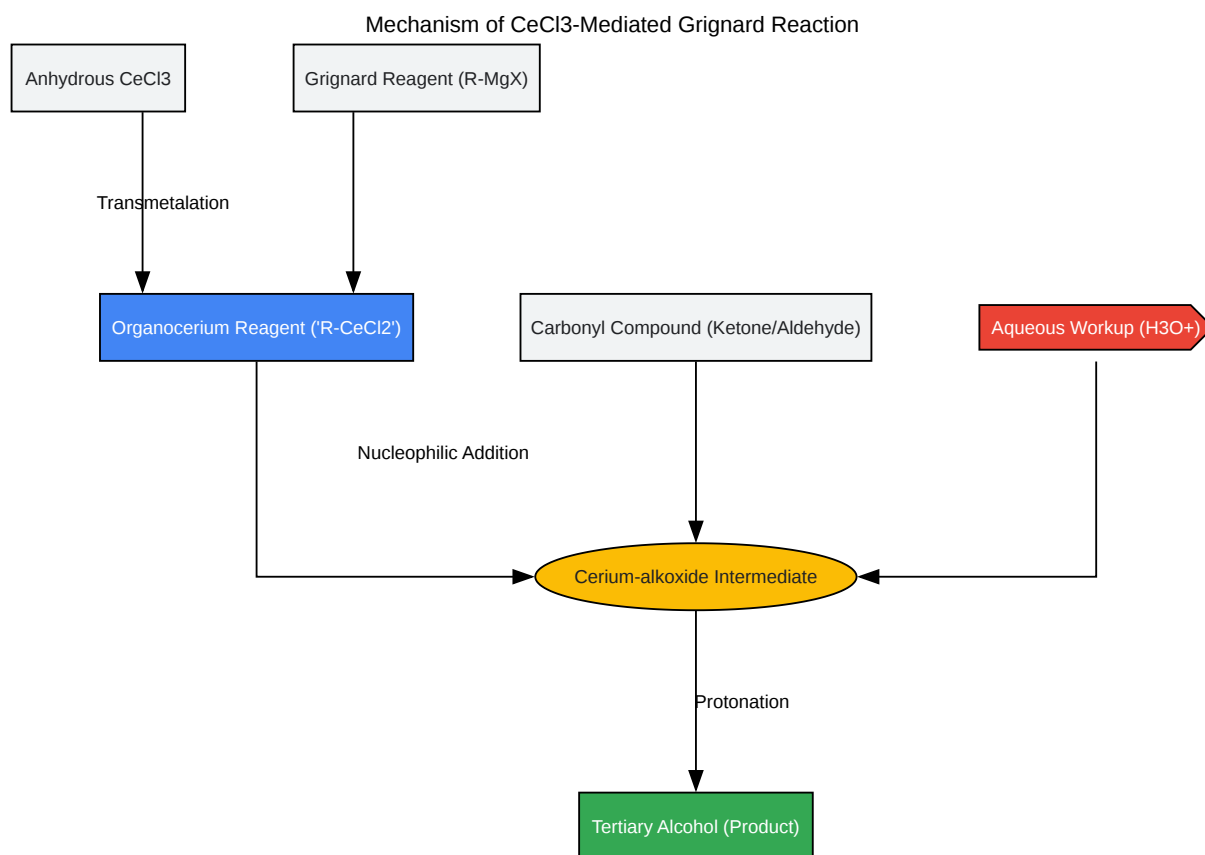 Mechanism of CeCl3-Mediated Grignard Reaction
Anhydrous CeCl3
Grignard Reagent (R-MgX)
Transmetalation
Organocerium Reagent ('R-CeCl2')
Carbonyl Compound (Ketone/Aldehyde)
Aqueous Workup (H3O+)
Nucleophilic Addition
Cerium-alkoxide Intermediate
Protonation
Tertiary Alcohol (Product)